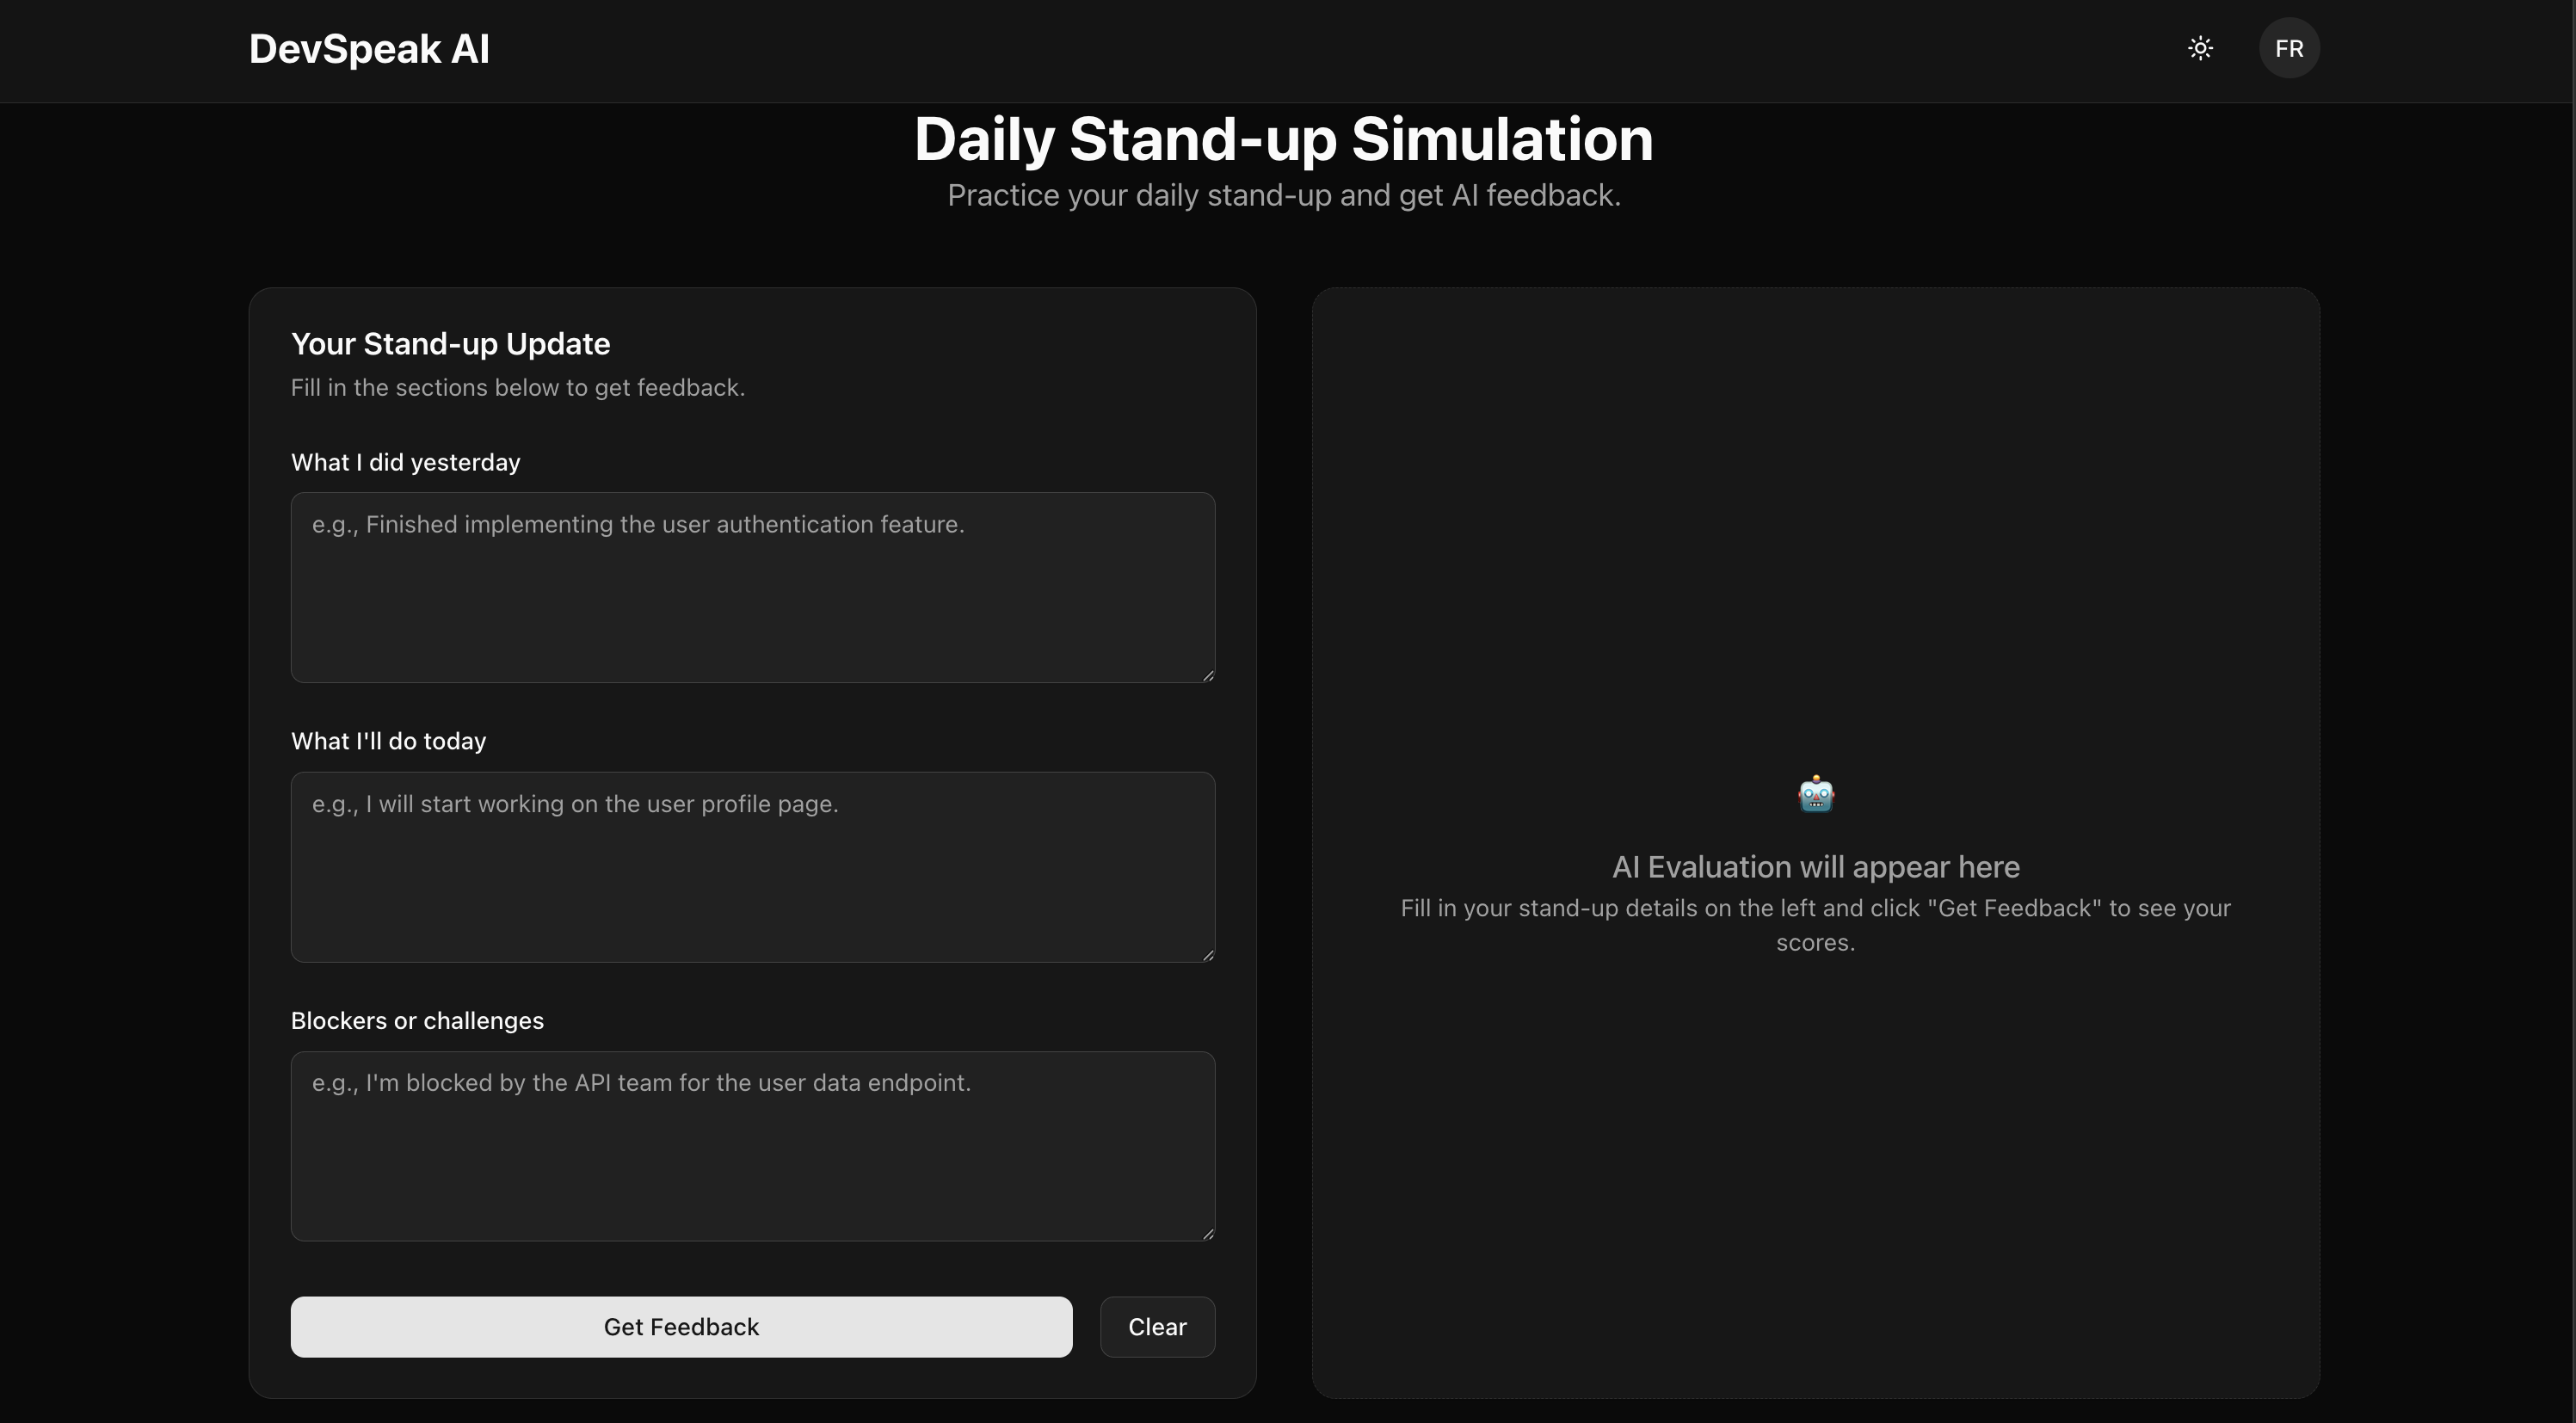 DevSpeak AI
FR
Daily Stand-up Simulation
Practice your daily stand-up and get AI feedback.
Your Stand-up Update
Fill in the sections below to get feedback.
What I did yesterday
e.g., Finished implementing the user authentication feature.
What I'll do today
e.g., I will start working on the user profile page.
Blockers or challenges
e.g., I'm blocked by the API team for the user data endpoint.
Get Feedback
Clear
AI Evaluation will appear here
Fill in your stand-up details on the left and click "Get Feedback" to see your
scores.